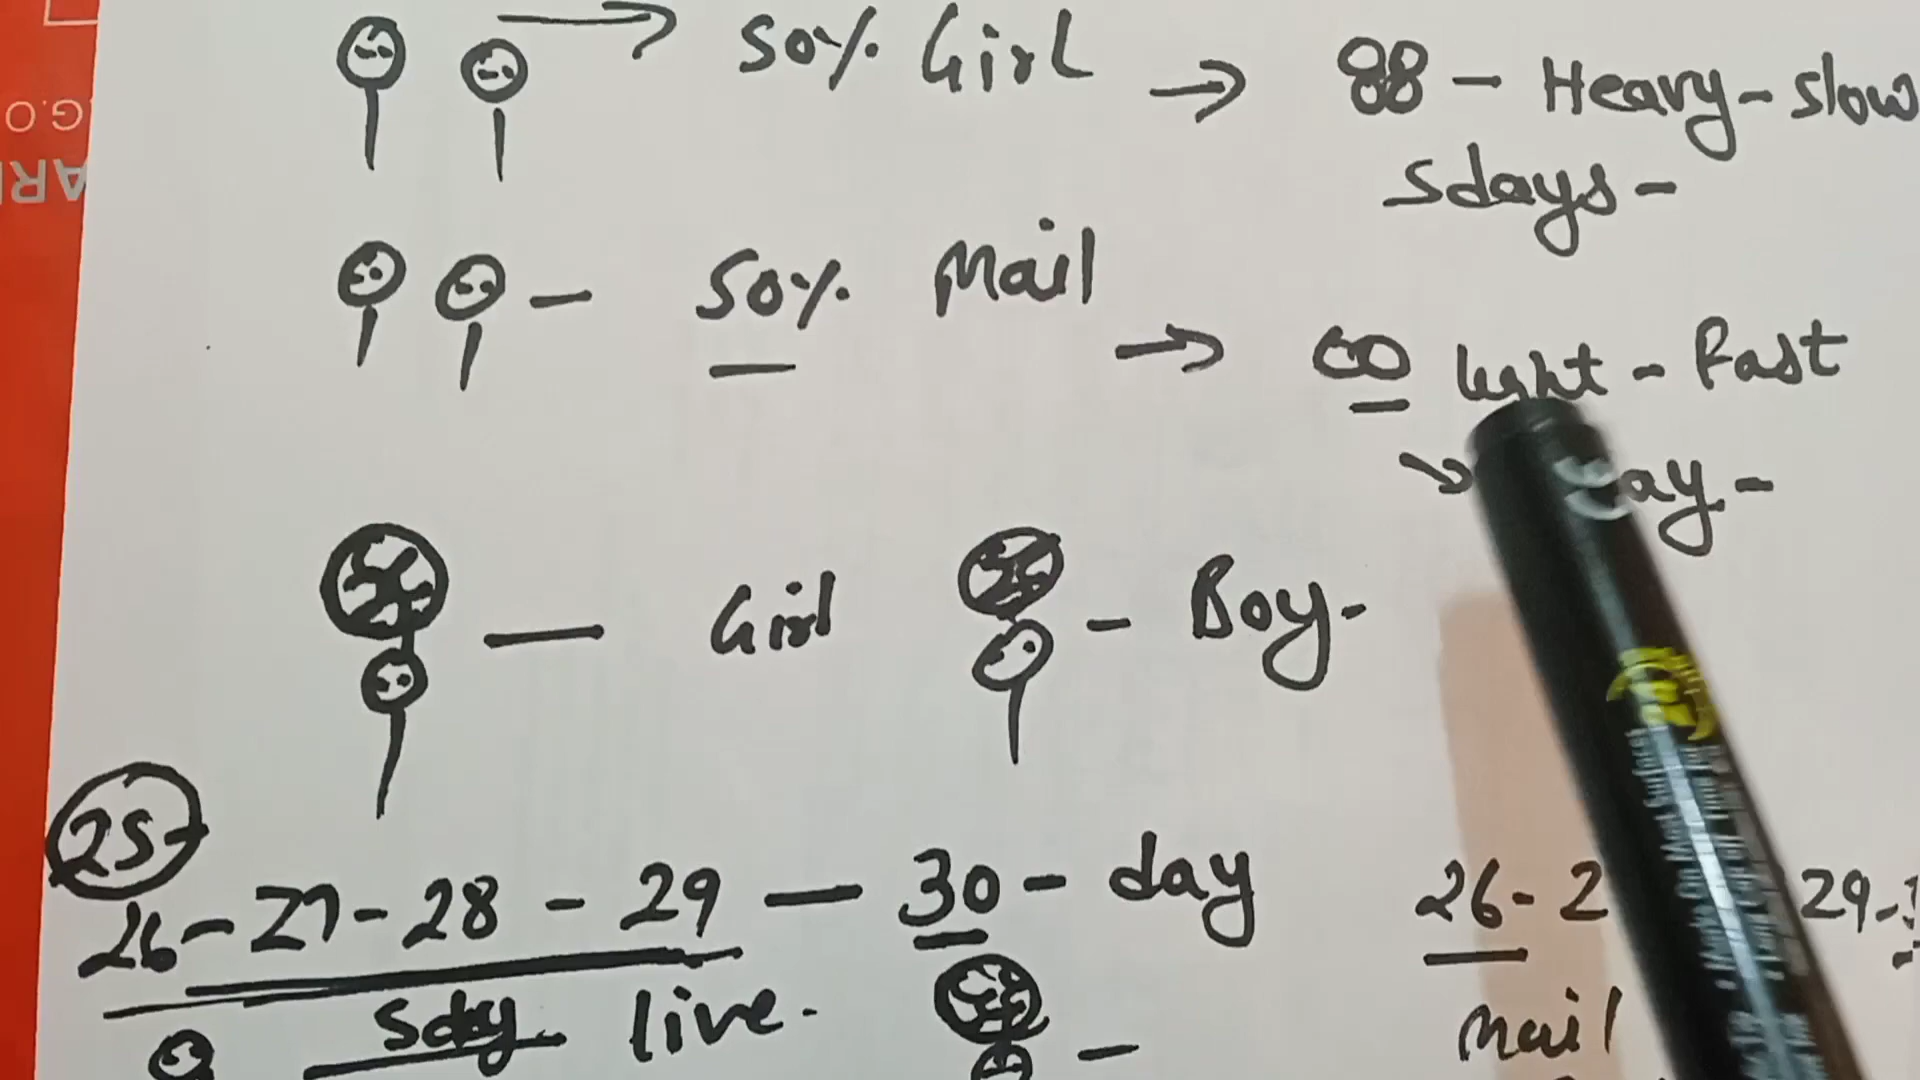 50% Girl → 88 - Heavy - slow
5days -
- 50% Mail
→ 00 light - Fast
Girl - Boy -
25
26 - 27 - 28 - 29 - 30 - day
26 - 2 29 -
5day live.
Mail